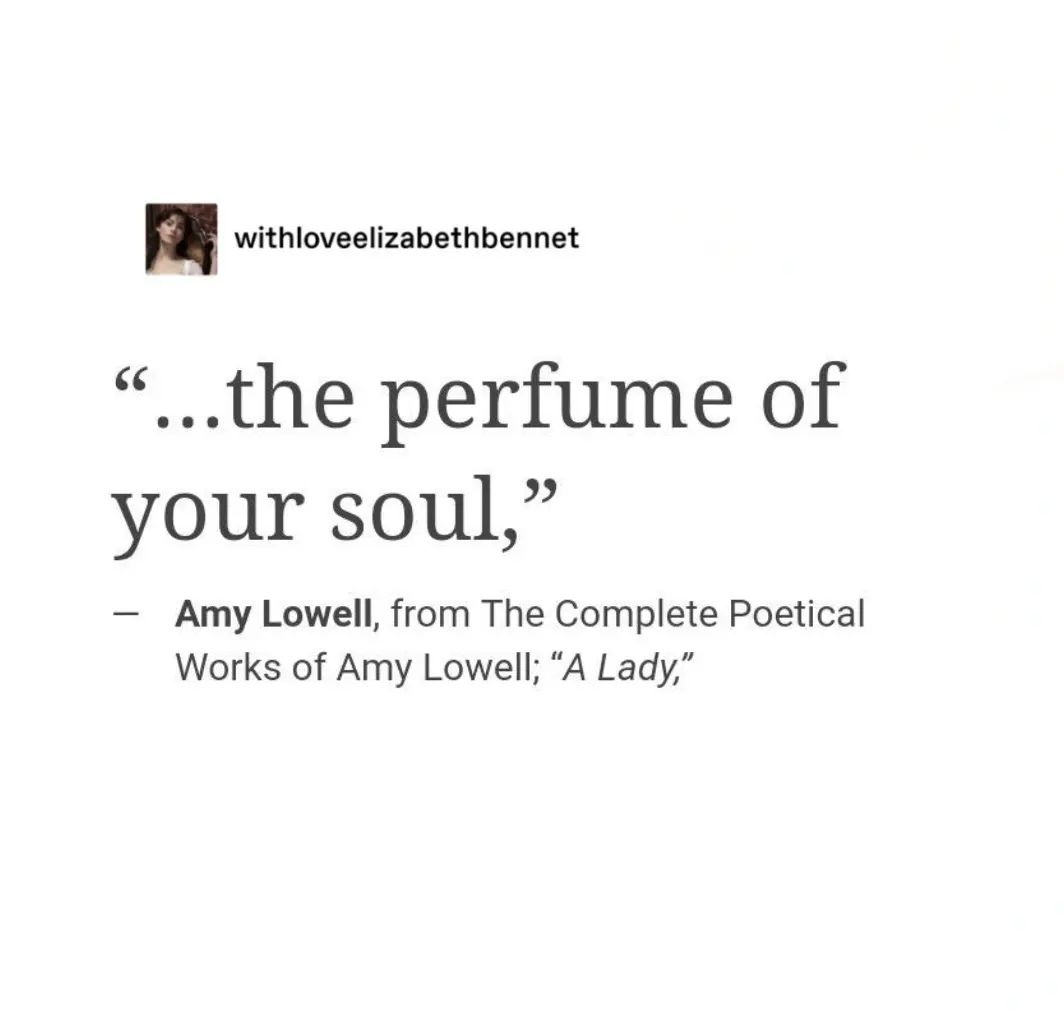 withloveelizabethbennet
“...the perfume of
your soul,”
— Amy Lowell, from The Complete Poetical
Works of Amy Lowell; “A Lady,”